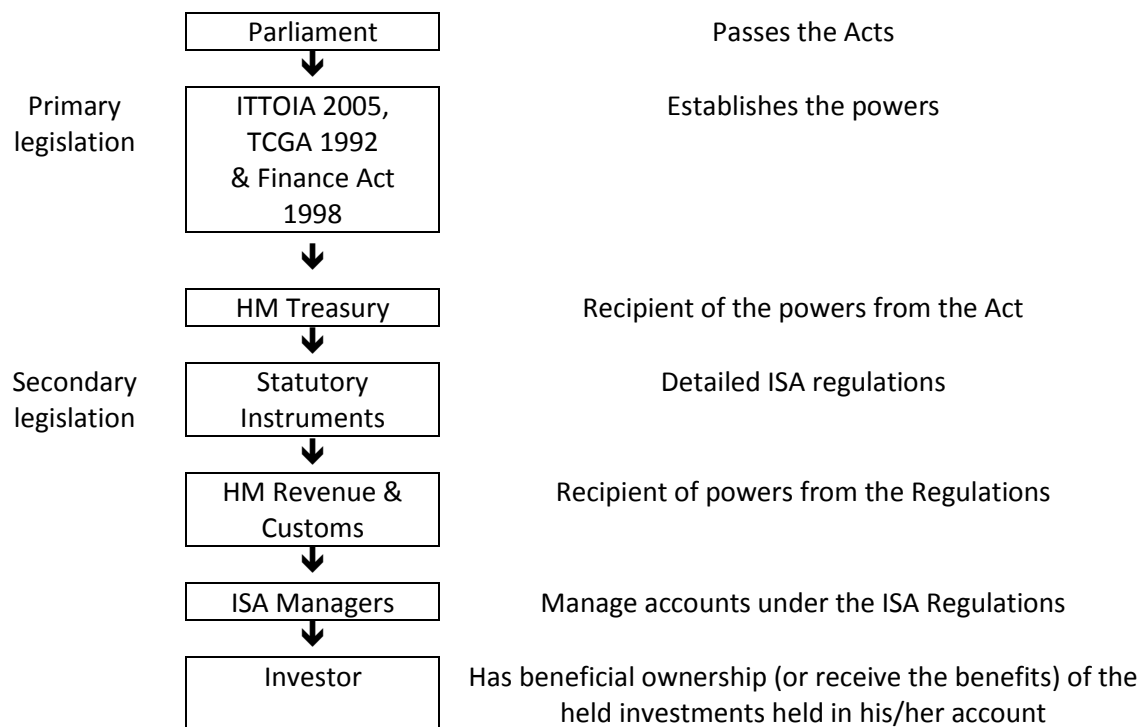 Parliament Passes the Acts
Primary ITTOIA 2005, Establishes the powers
legislation TCGA 1992
& Finance Act
1998
HM Treasury Recipient of the powers from the Act
Secondary Statutory Detailed ISA regulations
legislation Instruments
HM Revenue & Recipient of powers from the Regulations
Customs
ISA Managers Manage accounts under the ISA Regulations
Investor Has beneficial ownership (or receive the benefits) of the
held investments held in his/her account